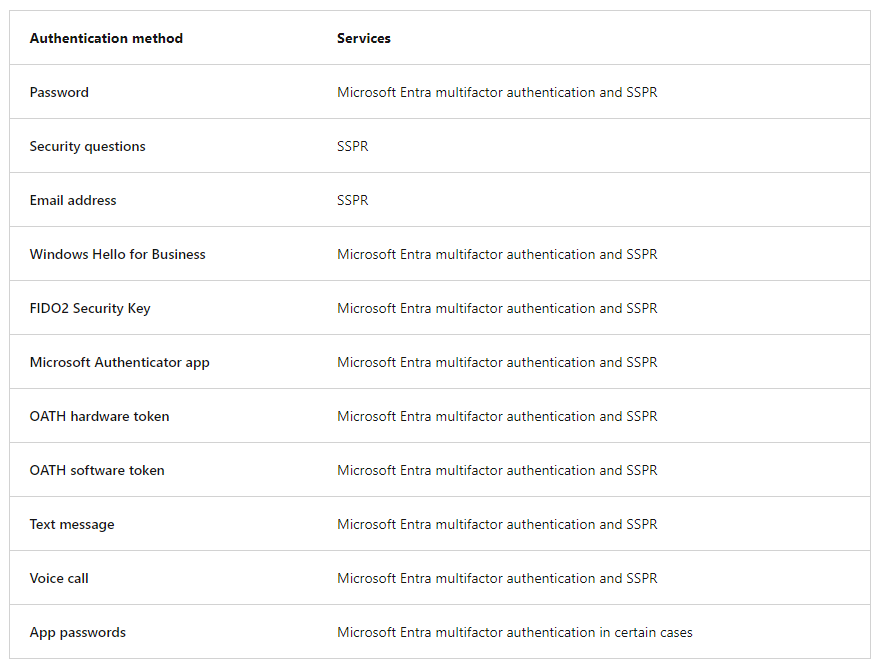 Authentication method Services
Password Microsoft Entra multifactor authentication and SSPR
Security questions SSPR
Email address SSPR
Windows Hello for Business Microsoft Entra multifactor authentication and SSPR
FIDO2 Security Key Microsoft Entra multifactor authentication and SSPR
Microsoft Authenticator app Microsoft Entra multifactor authentication and SSPR
OATH hardware token Microsoft Entra multifactor authentication and SSPR
OATH software token Microsoft Entra multifactor authentication and SSPR
Text message Microsoft Entra multifactor authentication and SSPR
Voice call Microsoft Entra multifactor authentication and SSPR
App passwords Microsoft Entra multifactor authentication in certain cases